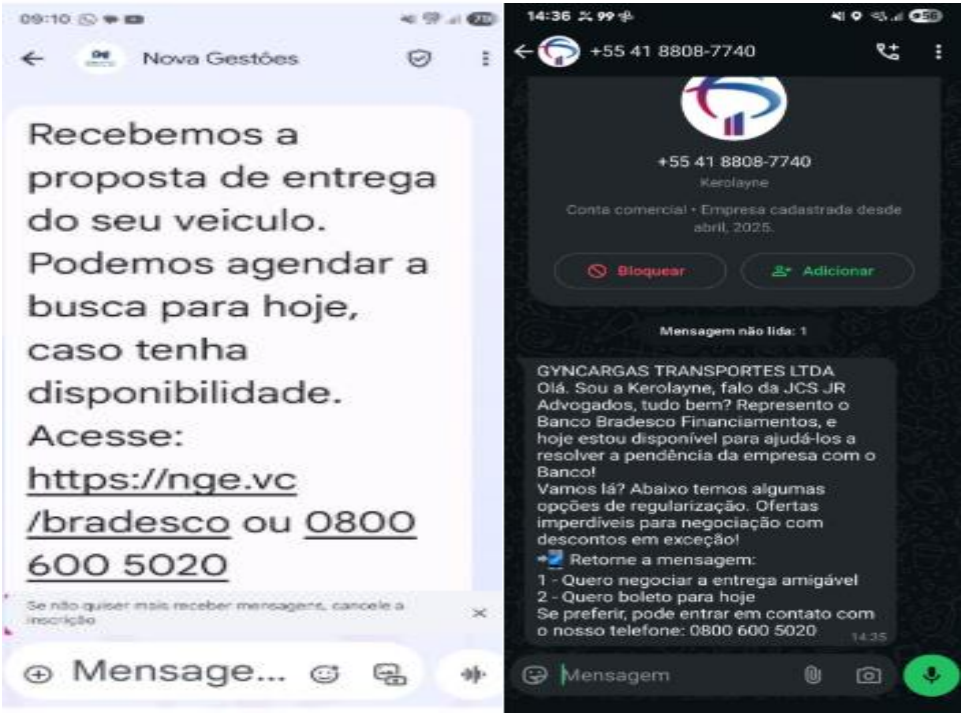 09:10
Nova Gestões
Recebemos a
proposta de entrega
do seu veiculo.
Podemos agendar a
busca para hoje,
caso tenha
disponibilidade.
Acesse:
https://nge.vc
/bradesco ou 0800
600 5020
Se não quiser mais receber mensagens, cancele a
inscrição
Mensage...
14:36
+55 41 8808-7740
+55 41 8808-7740
Kerolayne
Conta comercial • Empresa cadastrada desde
abril, 2025.
Bloquear
Adicionar
Mensagem não lida: 1
GYNCARGAS TRANSPORTES LTDA
Olá. Sou a Kerolayne, falo da JCS JR
Advogados, tudo bem? Represento o
Banco Bradesco Financiamentos, e
hoje estou disponível para ajudá-los a
resolver a pendência da empresa com o
Banco!
Vamos lá? Abaixo temos algumas
opções de regularização. Ofertas
imperdíveis para negociação com
descontos em exceção!
Retorne a mensagem:
1 - Quero negociar a entrega amigável
2 - Quero boleto para hoje
Se preferir, pode entrar em contato com
o nosso telefone: 0800 600 5020
14:35
Mensagem